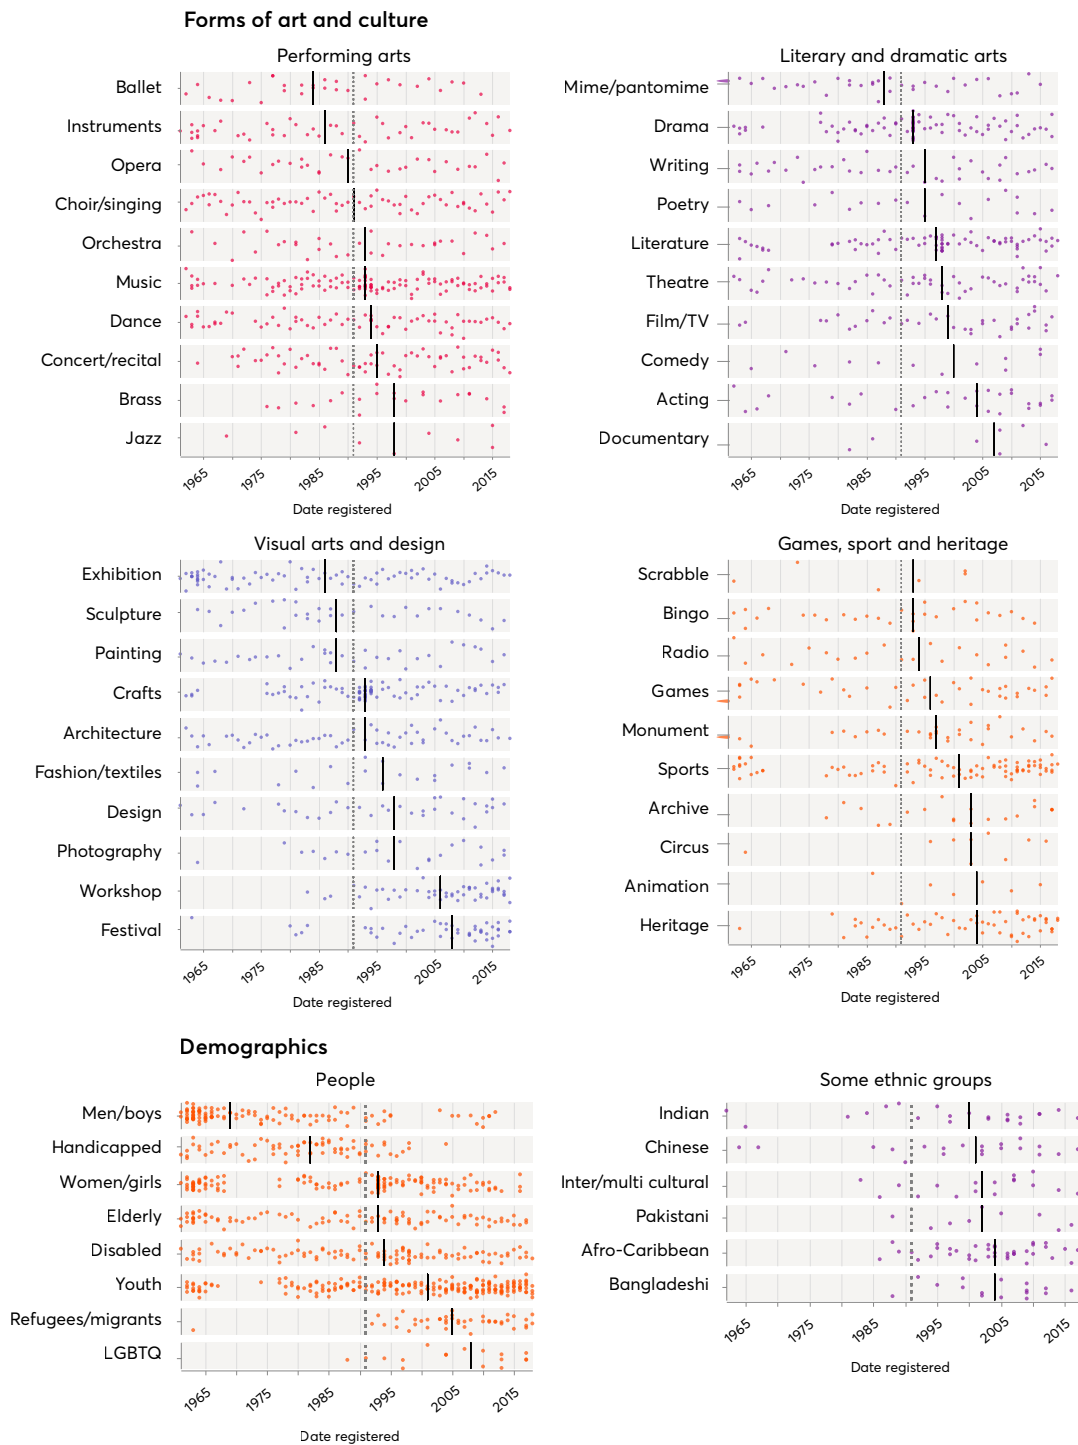 Forms of art and culture
Performing arts
Ballet
Instruments
Opera
Choir/singing
Orchestra
Music
Dance
Concert/recital
Brass
Jazz
1965 1975 1985 1995 2005 2015
Date registered
Literary and dramatic arts
Mime/pantomime
Drama
Writing
Poetry
Literature
Theatre
Film/TV
Comedy
Acting
Documentary
1965 1975 1985 1995 2005 2015
Date registered
Visual arts and design
Exhibition
Sculpture
Painting
Crafts
Architecture
Fashion/textiles
Design
Photography
Workshop
Festival
1965 1975 1985 1995 2005 2015
Date registered
Games, sport and heritage
Scrabble
Bingo
Radio
Games
Monument
Sports
Archive
Circus
Animation
Heritage
1965 1975 1985 1995 2005 2015
Date registered
Demographics
People
Men/boys
Handicapped
Women/girls
Elderly
Disabled
Youth
Refugees/migrants
LGBTQ
1965 1975 1985 1995 2005 2015
Date registered
Some ethnic groups
Indian
Chinese
Inter/multi cultural
Pakistani
Afro-Caribbean
Bangladeshi
1965 1975 1985 1995 2005 2015
Date registered